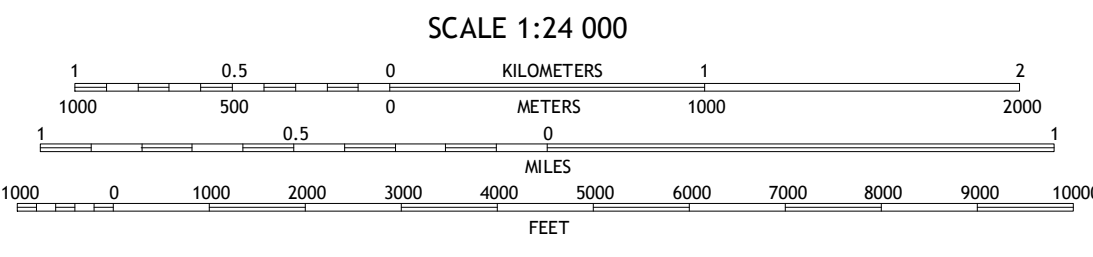 SCALE 1:24 000
1 0.5 0 KILOMETERS 1 2
1000 500 0 METERS 1000 2000
1 0.5 0 1
MILES
1000 0 1000 2000 3000 4000 5000 6000 7000 8000 9000 10000
FEET